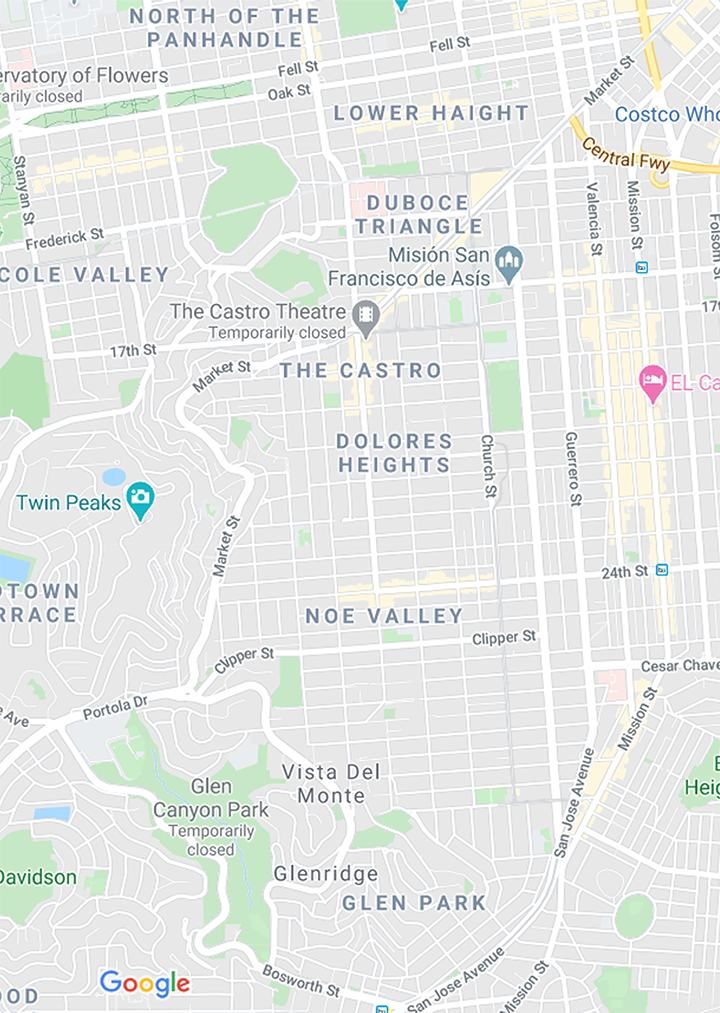 NORTH OF THE
PANHANDLE
Fell St
Market St
ervatory of Flowers
rarily closed
Fell St
Oak St
LOWER HAIGHT
Costco Who
Central Fwy
Stanyan St
DUBOCE
TRIANGLE
Valencia St
Mission St
Folsom St
Frederick St
COLE VALLEY
Misión San
Francisco de Asís
The Castro Theatre
Temporarily closed
17th
17th St
Market St
THE CASTRO
EL Ca
DOLORES
HEIGHTS
Church St
Guerrero St
Twin Peaks
Market St
24th St
DTOWN
RRACE
NOE VALLEY
Clipper St
Clipper St
Cesar Chave
Portola Dr
e Ave
Mission St
Vista Del
Monte
Glen
Canyon Park
Temporarily
closed
E
Heig
San Jose Avenue
Davidson
Glenridge
GLEN PARK
Google
Bosworth St
San Jose Avenue
Mission St
OOD